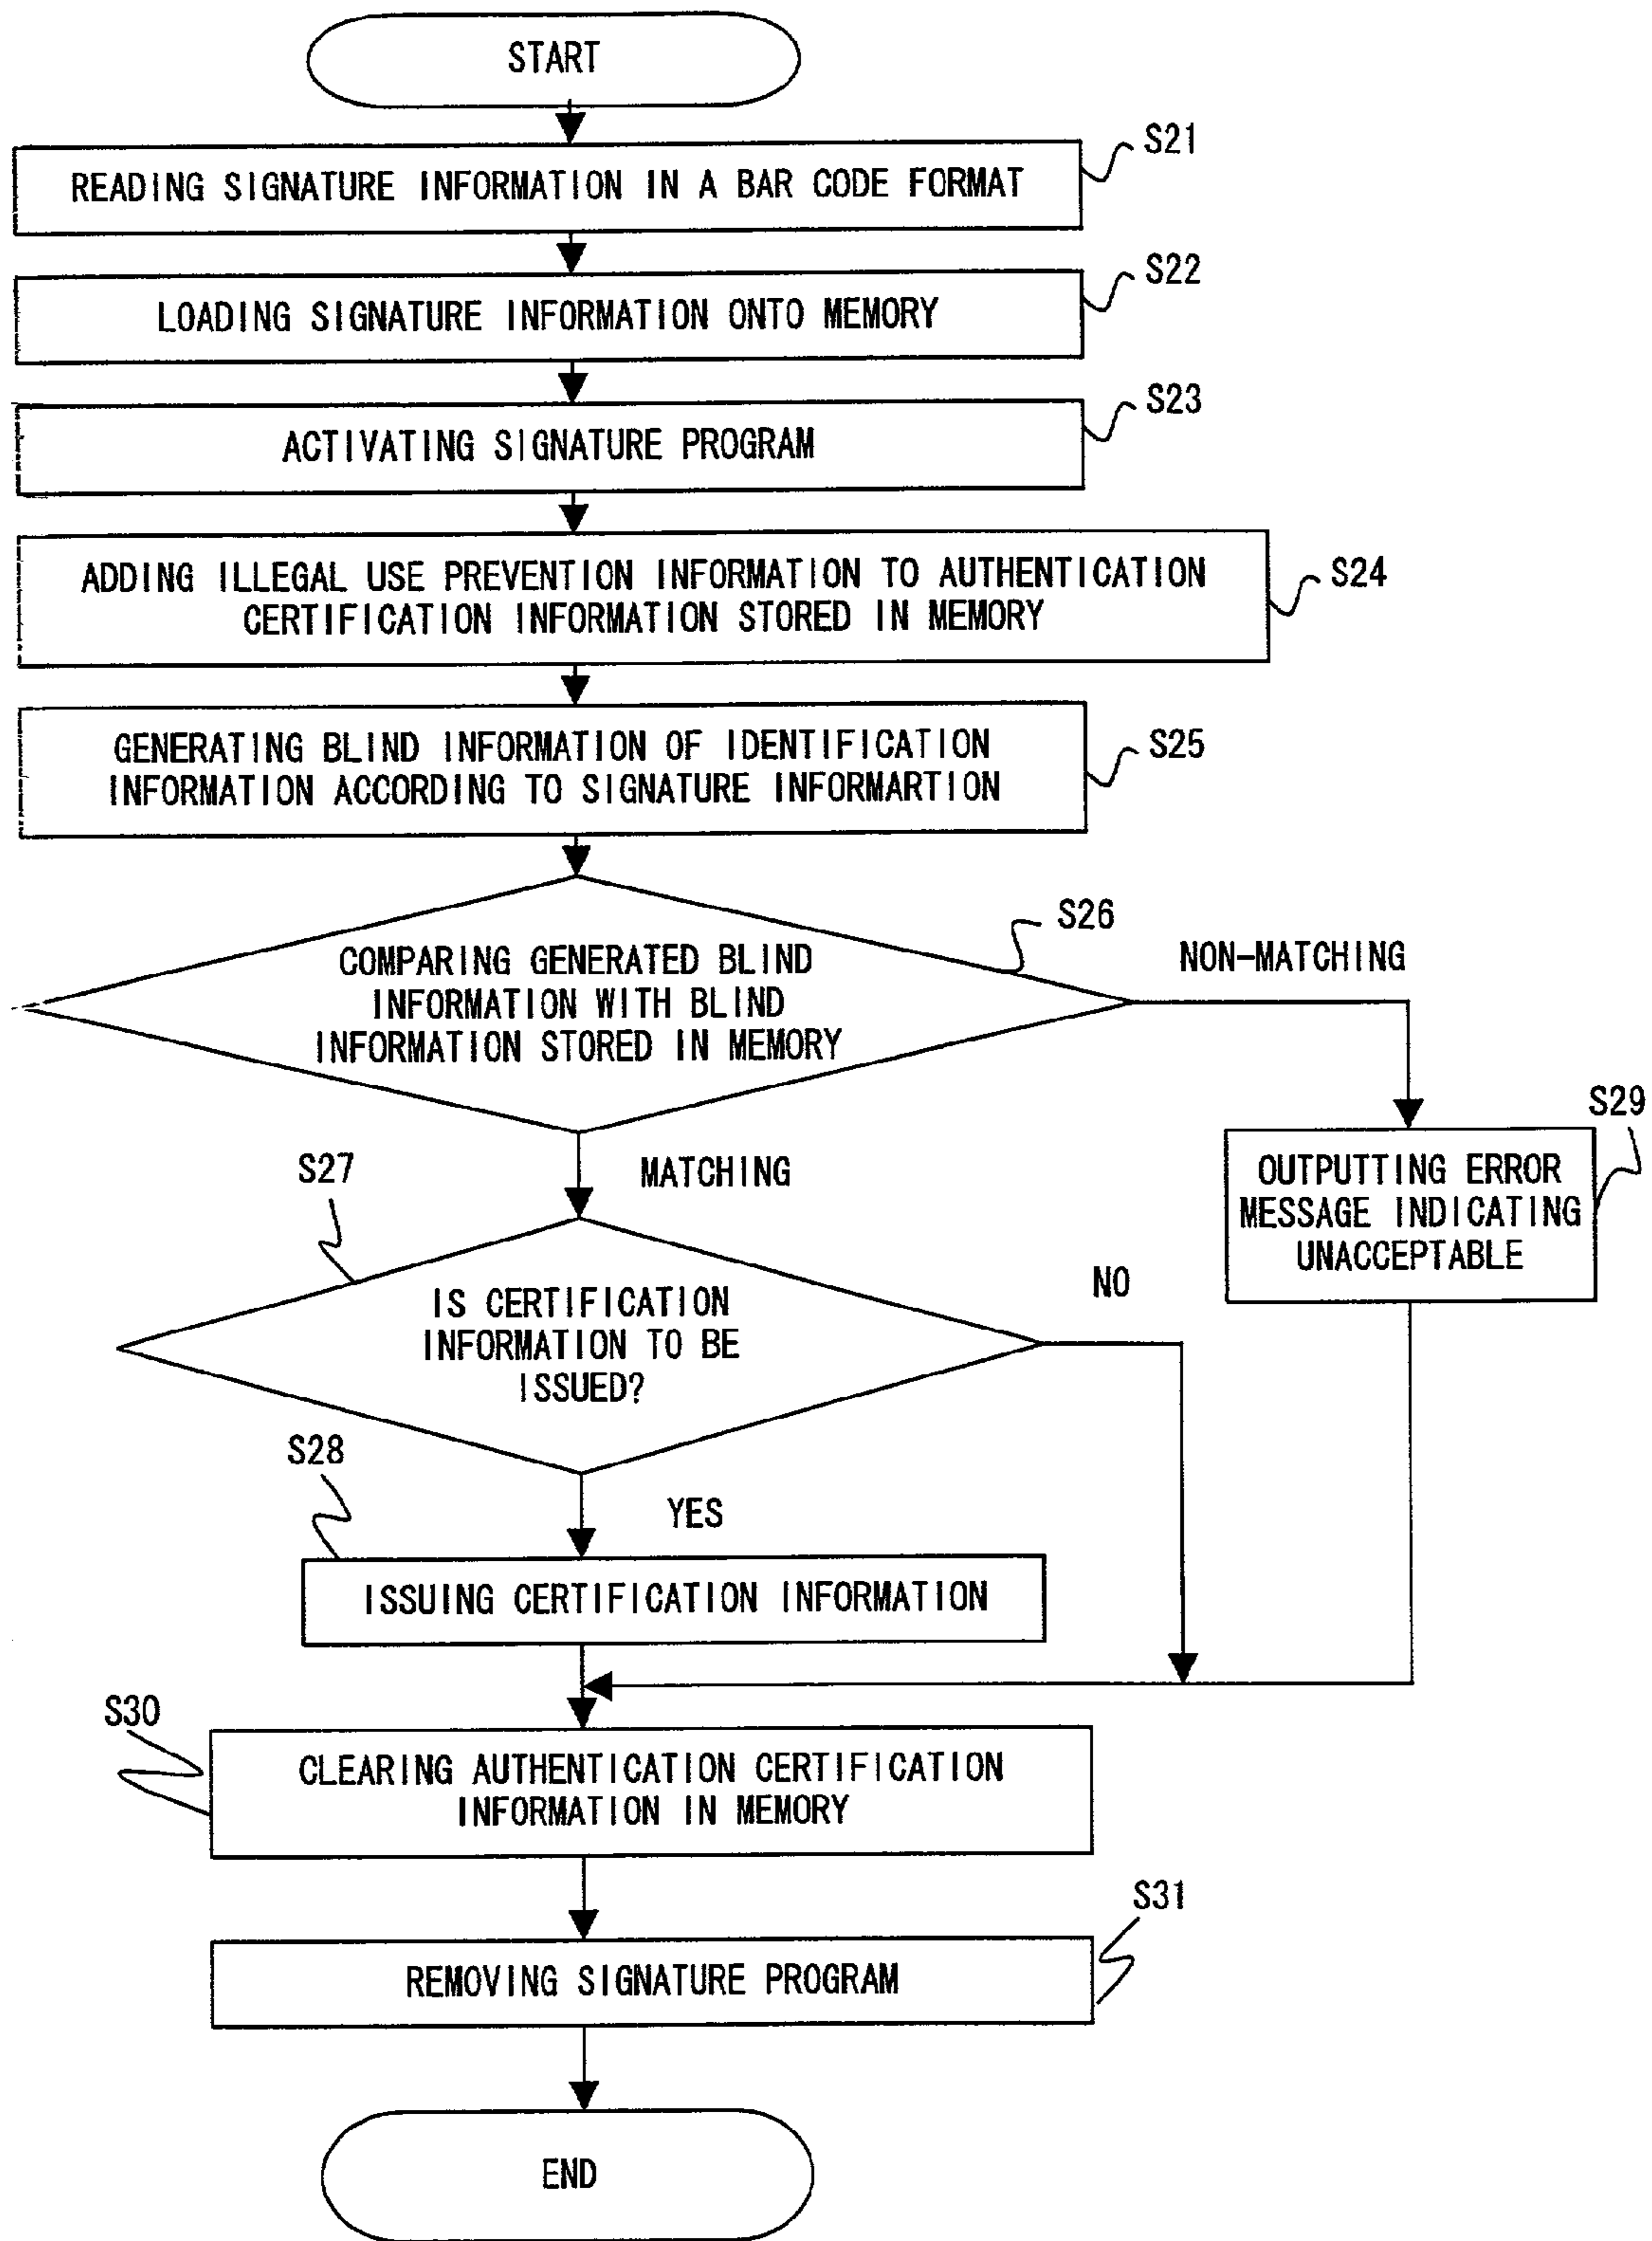 START
S21
READING SIGNATURE INFORMATION IN A BAR CODE FORMAT
S22
LOADING SIGNATURE INFORMATION ONTO MEMORY
S23
ACTIVATING SIGNATURE PROGRAM
S24
ADDING ILLEGAL USE PREVENTION INFORMATION TO AUTHENTICATION
CERTIFICATION INFORMATION STORED IN MEMORY
S25
GENERATING BLIND INFORMATION OF IDENTIFICATION
INFORMATION ACCORDING TO SIGNATURE INFORMARTION
S26
NON-MATCHING
COMPARING GENERATED BLIND
INFORMATION WITH BLIND
INFORMATION STORED IN MEMORY
S29
OUTPUTTING ERROR
MESSAGE INDICATING
UNACCEPTABLE
MATCHING
S27
IS CERTIFICATION
INFORMATION TO BE
ISSUED?
NO
S28
YES
ISSUING CERTIFICATION INFORMATION
S30
CLEARING AUTHENTICATION CERTIFICATION
INFORMATION IN MEMORY
S31
REMOVING SIGNATURE PROGRAM
END